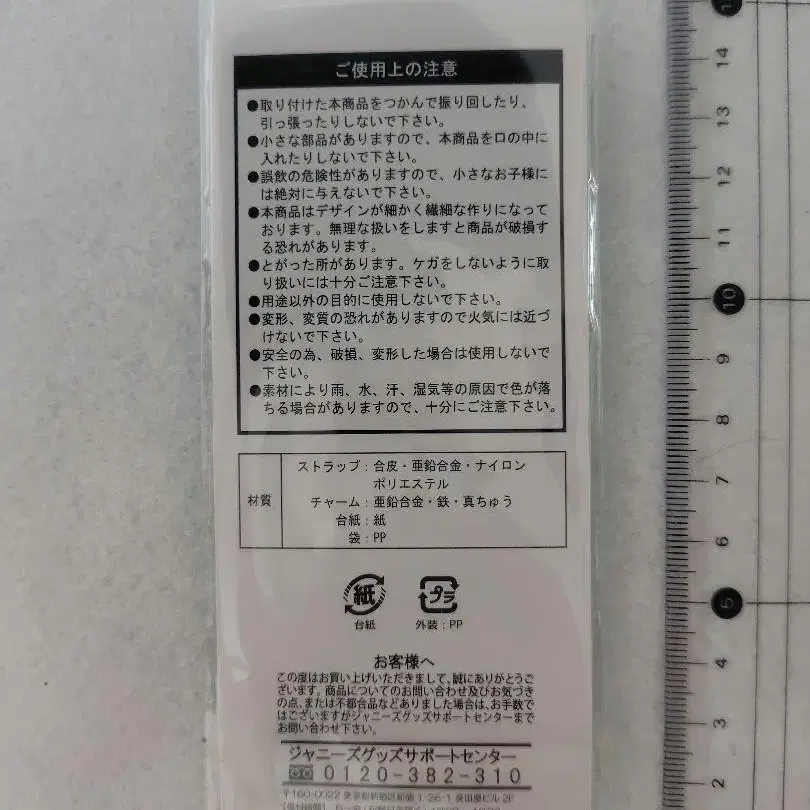 ご使用上の注意
●取り付けた本商品をつかんで振り回したり、
引っ張ったりしないで下さい。
●小さな部品がありますので、本商品を口の中に
入れたりしないで下さい。
●誤飲の危険性がありますので、小さなお子様に
は絶対に与えないで下さい。
●本商品はデザインが細かく繊細な作りになって
おります。無理な扱いをしますと商品が破損す
る恐れがあります。
●とがった所があります。ケガをしないように取
り扱いには十分ご注意下さい。
●用途以外の目的に使用しないで下さい。
●変形、変質の恐れがありますので火気には近づ
けないで下さい。
●安全の為、破損、変形した場合は使用しないで
下さい。
●素材により雨、水、汗、湿気等の原因で色が落
ちる場合がありますので、十分にご注意下さい。
材質
ストラップ：合皮・亜鉛合金・ナイロン
ポリエステル
チャーム：亜鉛合金・鉄・真ちゅう
台紙：紙
袋：PP
紙 プラ
台紙 外装：PP
お客様へ
この度はお買い上げいただきまして、誠にありがとうご
ざいます。商品についてのお問い合わせ及びお気づき
の点、または不都合品などありました場合は、お手数で
はございますがジャニーズグッズサポートセンターまで
お問い合わせ下さい。
ジャニーズグッズサポートセンター
0120-382-310
〒160-0022 東京都新宿区新宿1-26-1 長田屋ビル2F
14
13
12
11
10
9
8
7
6
5
4
3
2